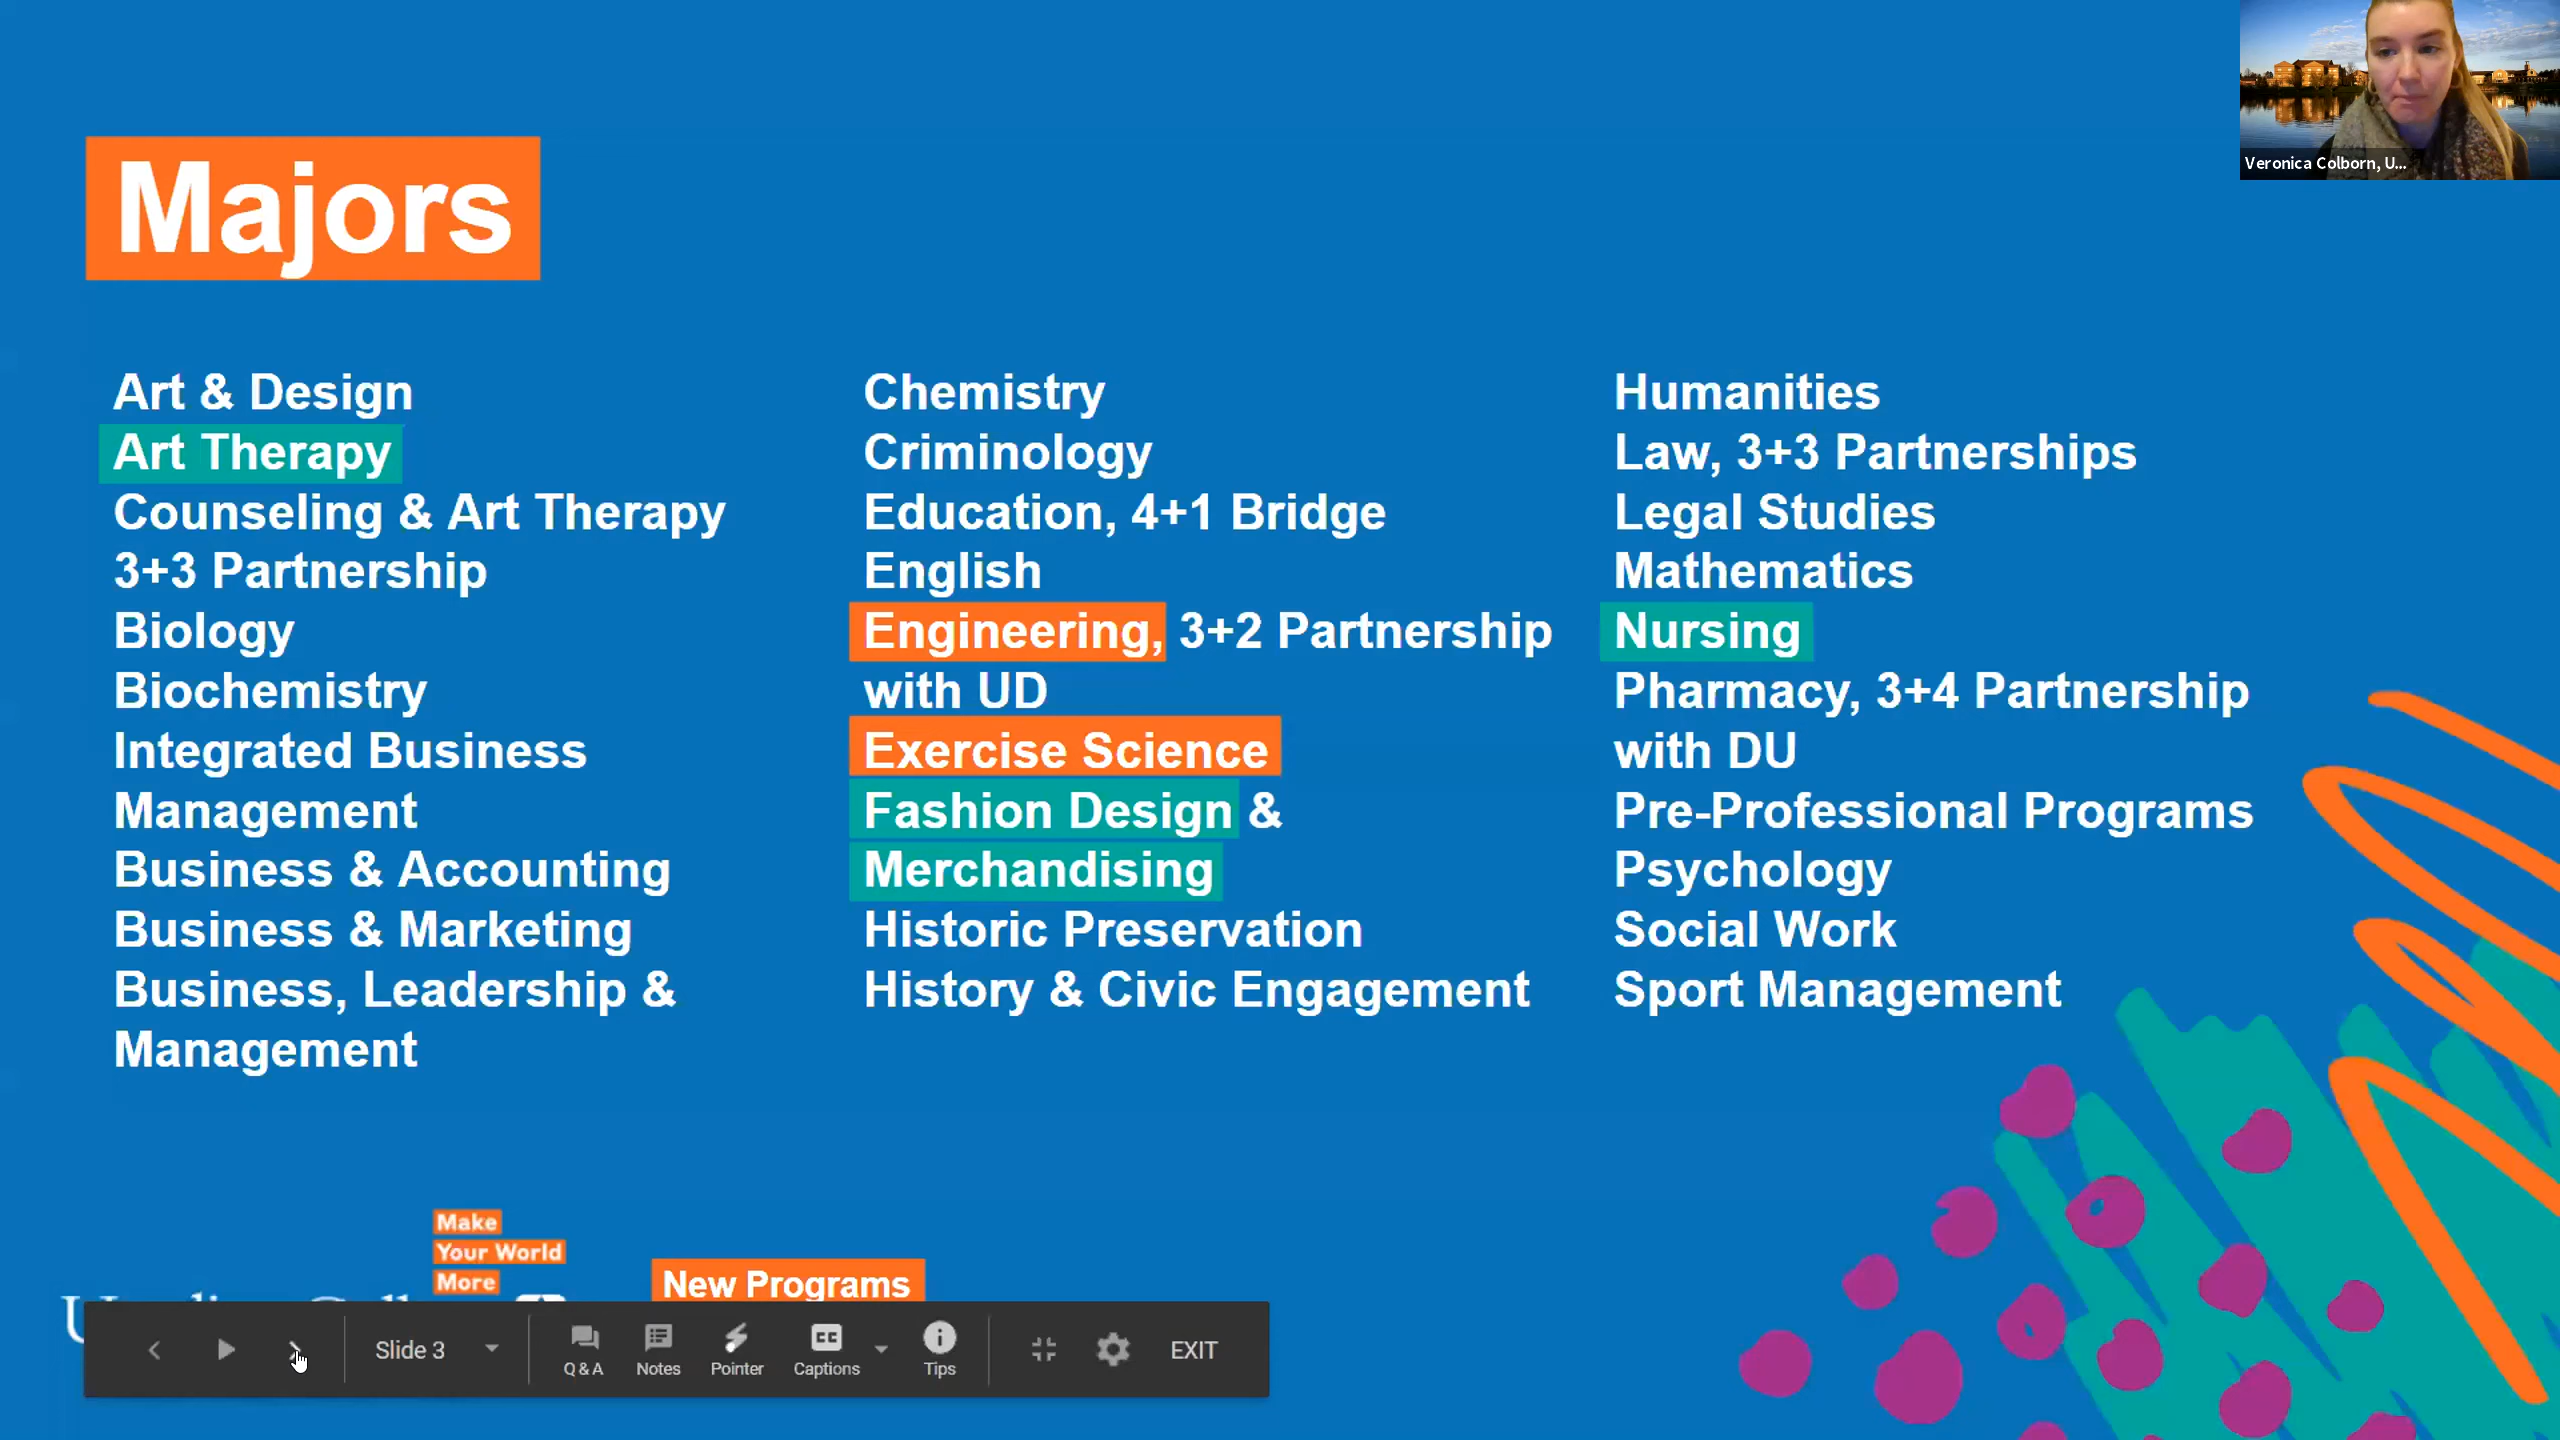 Majors
Art & Design
Art Therapy
Counseling & Art Therapy
3+3 Partnership
Biology
Biochemistry
Integrated Business
Management
Business & Accounting
Business & Marketing
Business, Leadership &
Management
Chemistry
Criminology
Education, 4+1 Bridge
English
Engineering, 3+2 Partnership
with UD
Exercise Science
Fashion Design &
Merchandising
Historic Preservation
History & Civic Engagement
Humanities
Law, 3+3 Partnerships
Legal Studies
Mathematics
Nursing
Pharmacy, 3+4 Partnership
with DU
Pre-Professional Programs
Psychology
Social Work
Sport Management
Veronica Colborn, U...
Make
Your World
More
New Programs
Slide 3
Q & A
Notes
Pointer
CC
Captions
Tips
EXIT